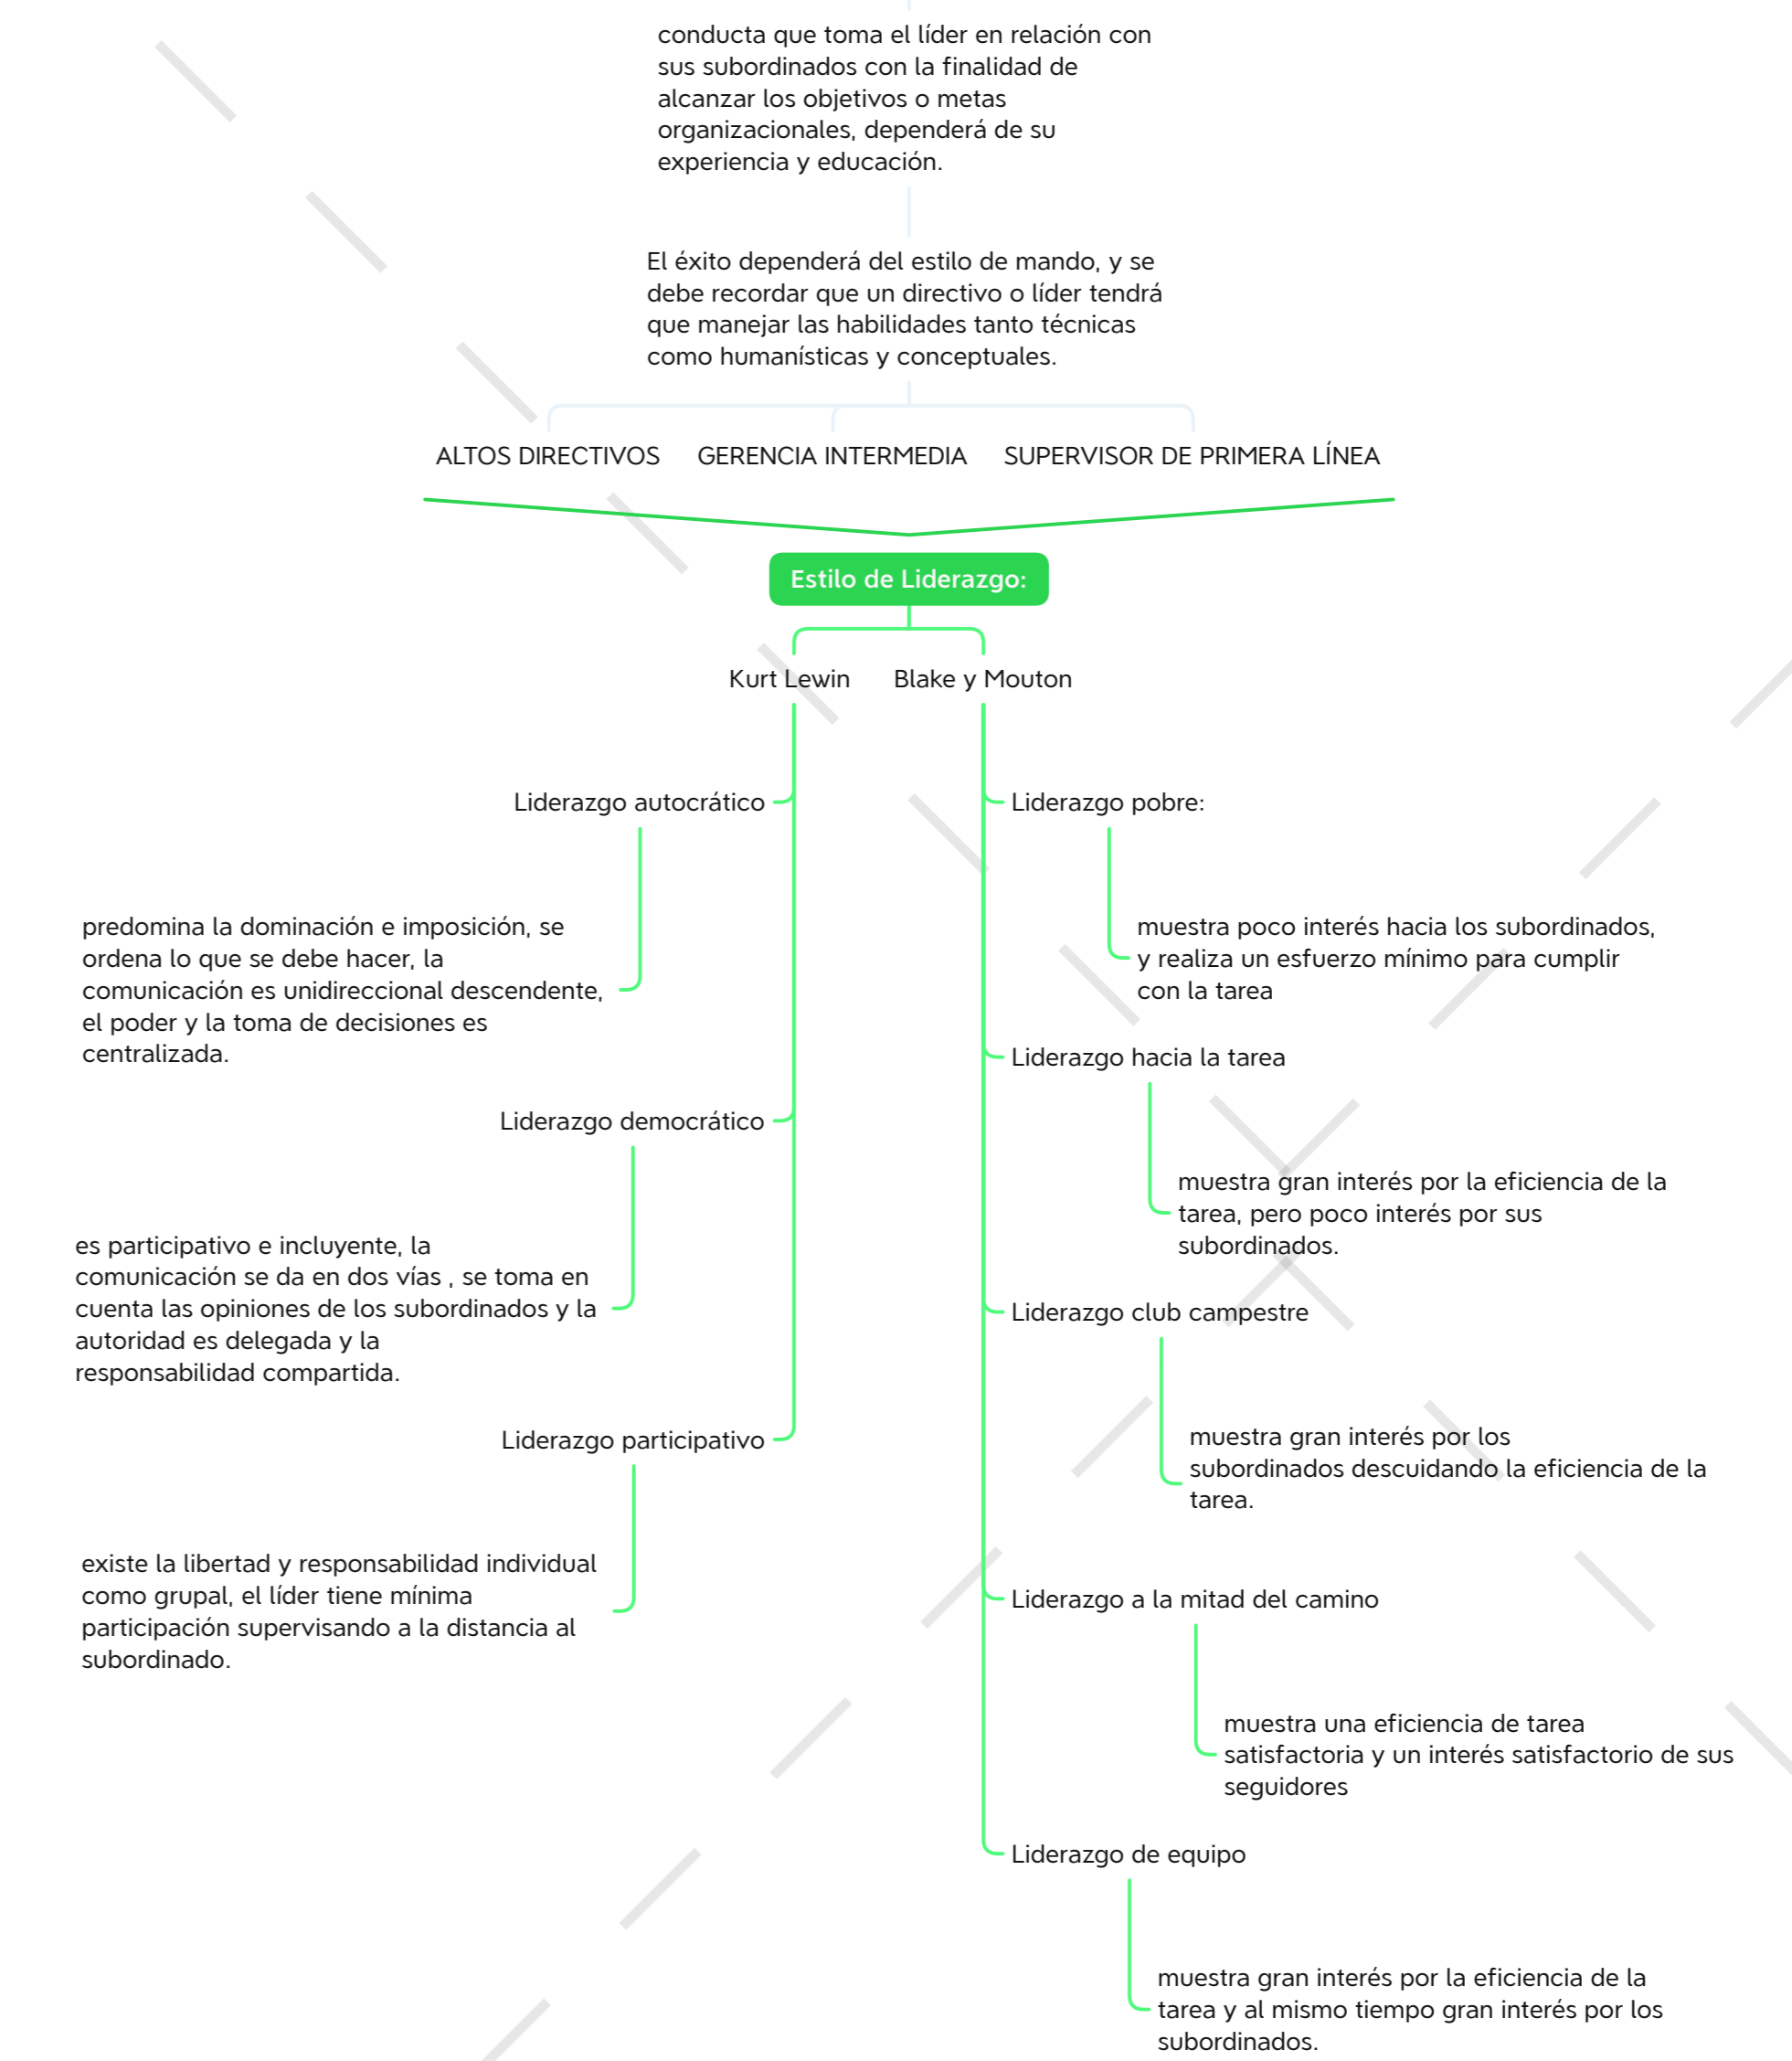 conducta que toma el líder en relación con
sus subordinados con la finalidad de
alcanzar los objetivos o metas
organizacionales, dependerá de su
experiencia y educación.
El éxito dependerá del estilo de mando, y se
debe recordar que un directivo o líder tendrá
que manejar las habilidades tanto técnicas
como humanísticas y conceptuales.
ALTOS DIRECTIVOS GERENCIA INTERMEDIA SUPERVISOR DE PRIMERA LÍNEA
Estilo de Liderazgo:
Kurt Lewin
Liderazgo autocrático
predomina la dominación e imposición, se
ordena lo que se debe hacer, la
comunicación es unidireccional descendente,
el poder y la toma de decisiones es
centralizada.
Liderazgo democrático
es participativo e incluyente, la
comunicación se da en dos vías , se toma en
cuenta las opiniones de los subordinados y la
autoridad es delegada y la
responsabilidad compartida.
Liderazgo participativo
existe la libertad y responsabilidad individual
como grupal, el líder tiene mínima
participación supervisando a la distancia al
subordinado.
Blake y Mouton
Liderazgo pobre:
muestra poco interés hacia los subordinados,
y realiza un esfuerzo mínimo para cumplir
con la tarea
Liderazgo hacia la tarea
muestra gran interés por la eficiencia de la
tarea, pero poco interés por sus
subordinados.
Liderazgo club campestre
muestra gran interés por los
subordinados descuidando la eficiencia de la
tarea.
Liderazgo a la mitad del camino
muestra una eficiencia de tarea
satisfactoria y un interés satisfactorio de sus
seguidores
Liderazgo de equipo
muestra gran interés por la eficiencia de la
tarea y al mismo tiempo gran interés por los
subordinados.